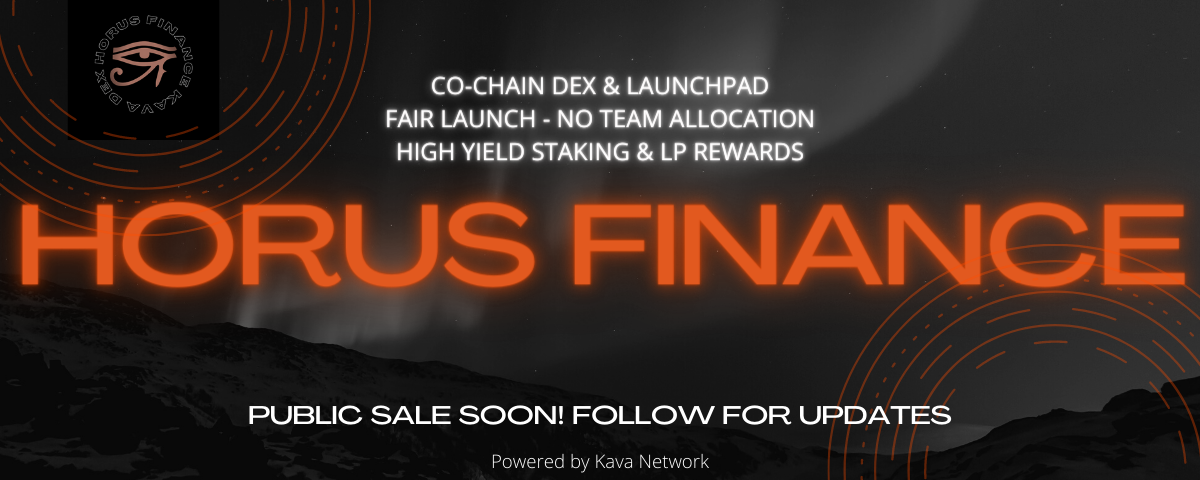 HORUS FINANCE KAVA DEX
CO-CHAIN DEX & LAUNCHPAD
FAIR LAUNCH - NO TEAM ALLOCATION
HIGH YIELD STAKING & LP REWARDS
HORUS FINANCE
PUBLIC SALE SOON! FOLLOW FOR UPDATES
Powered by Kava Network